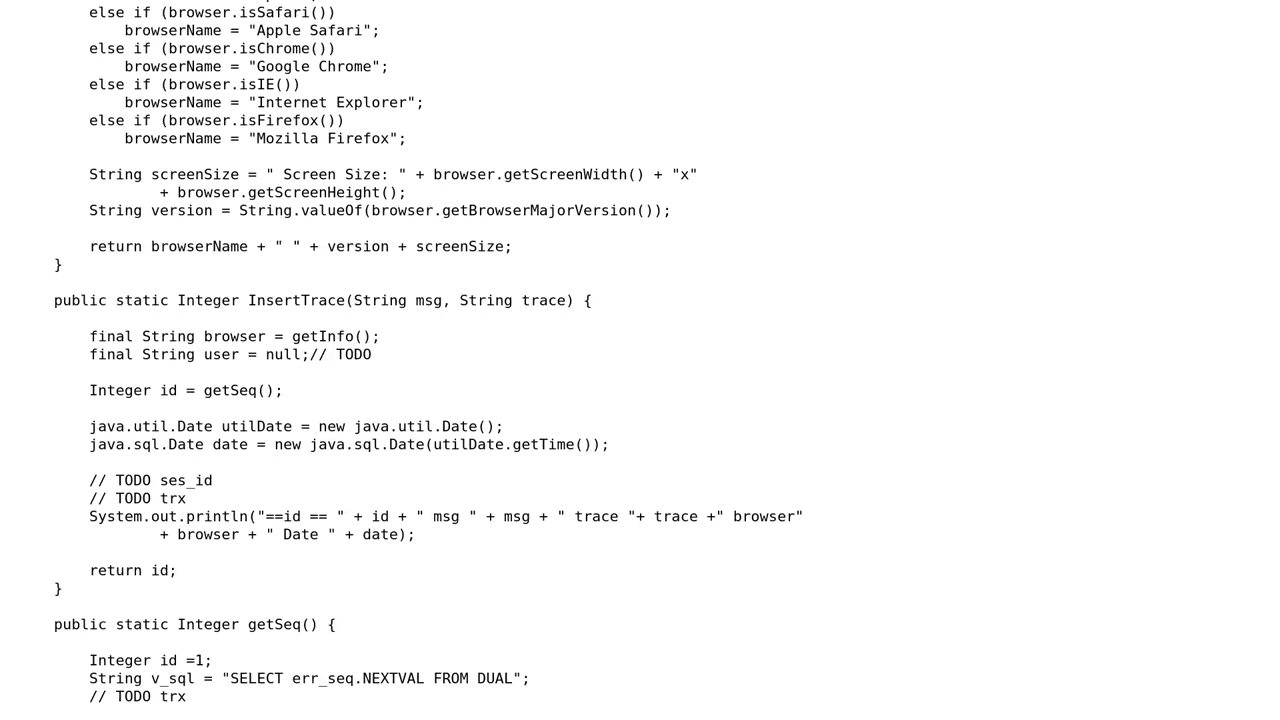 else if (browser.isSafari())
browserName = "Apple Safari";
else if (browser.isChrome())
browserName = "Google Chrome";
else if (browser.isIE())
browserName = "Internet Explorer";
else if (browser.isFirefox())
browserName = "Mozilla Firefox";
String screenSize = " Screen Size: " + browser.getScreenWidth() + "x"
+ browser.getScreenHeight();
String version = String.valueOf(browser.getBrowserMajorVersion());
return browserName + " " + version + screenSize;
}
public static Integer InsertTrace(String msg, String trace) {
final String browser = getInfo();
final String user = null;// TODO
Integer id = getSeq();
java.util.Date utilDate = new java.util.Date();
java.sql.Date date = new java.sql.Date(utilDate.getTime());
// TODO ses_id
// TODO trx
System.out.println("==id == " + id + " msg " + msg + " trace "+ trace +" browser"
+ browser + " Date " + date);
return id;
}
public static Integer getSeq() {
Integer id =1;
String v_sql = "SELECT err_seq.NEXTVAL FROM DUAL";
// TODO trx